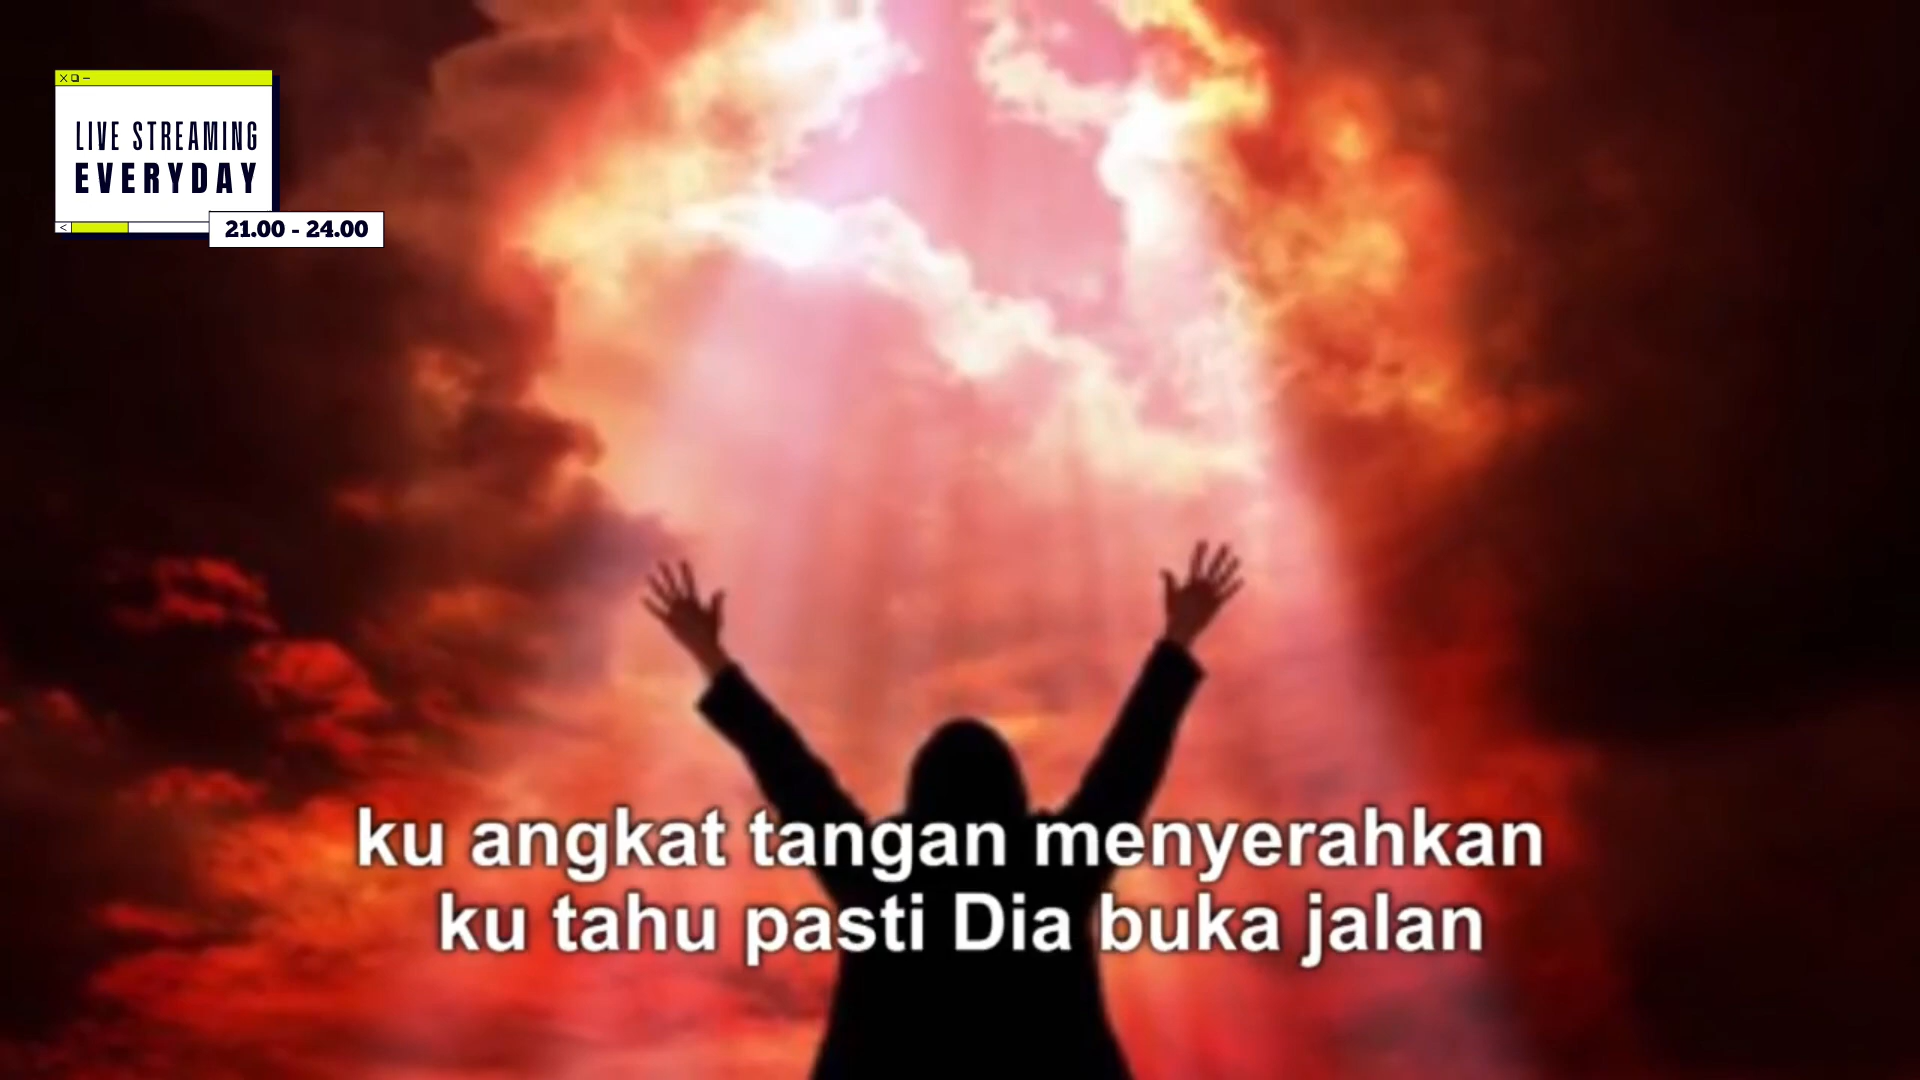 LIVE STREAMING
EVERYDAY
21.00 - 24.00
ku angkat tangan menyerahkan
ku tahu pasti Dia buka jalan